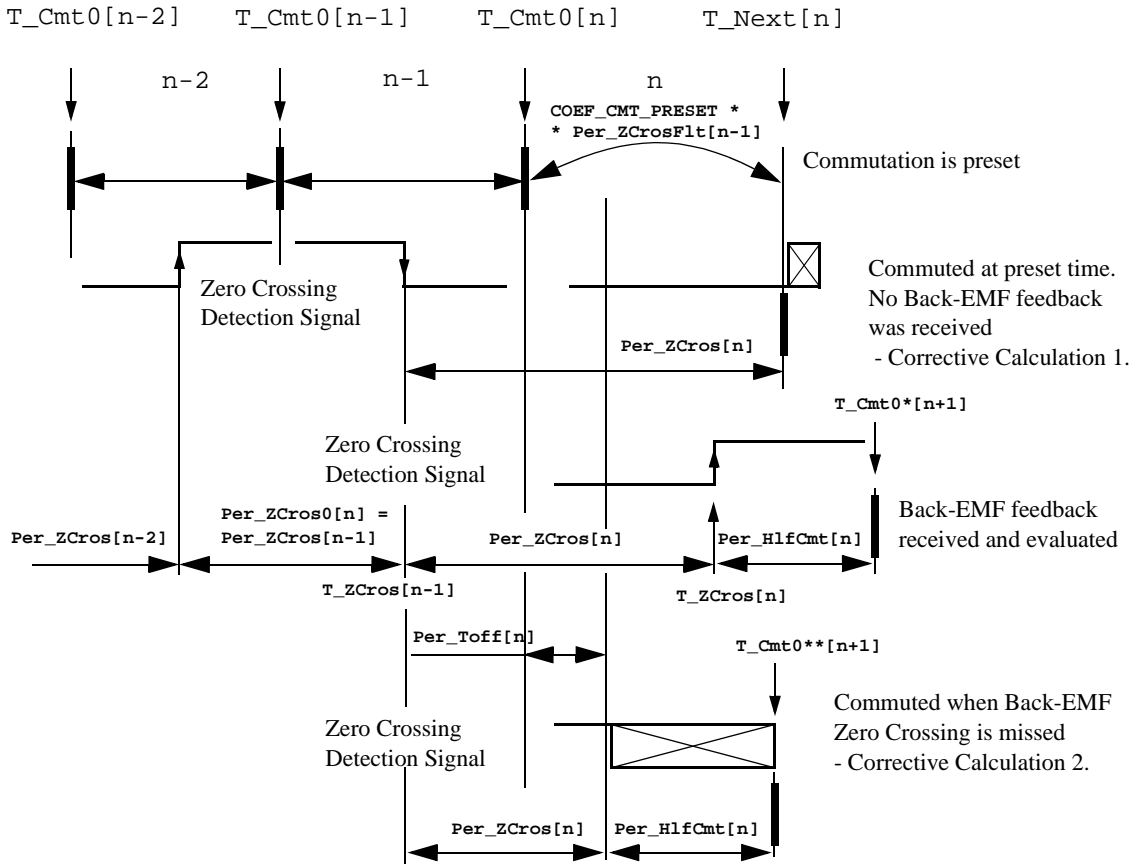 T_Cmt0[n-2]
T_Cmt0[n-1]
T_Cmt0[n]
T_Next[n]
n-2
n-1
n
COEF_CMT_PRESET *
* Per_ZCrosFlt[n-1]
Commutation is preset
Zero Crossing
Detection Signal
Commuted at preset time.
No Back-EMF feedback
was received
- Corrective Calculation 1.
Per_ZCros[n]
T_Cmt0*[n+1]
Zero Crossing
Detection Signal
Per_ZCros[n-2]
Per_ZCros0[n] =
Per_ZCros[n-1]
Per_ZCros[n]
Per_HlfCmt[n]
Back-EMF feedback
received and evaluated
T_ZCros[n-1]
T_ZCros[n]
Per_Toff[n]
T_Cmt0**[n+1]
Zero Crossing
Detection Signal
Commuted when Back-EMF
Zero Crossing is missed
- Corrective Calculation 2.
Per_ZCros[n]
Per_HlfCmt[n]